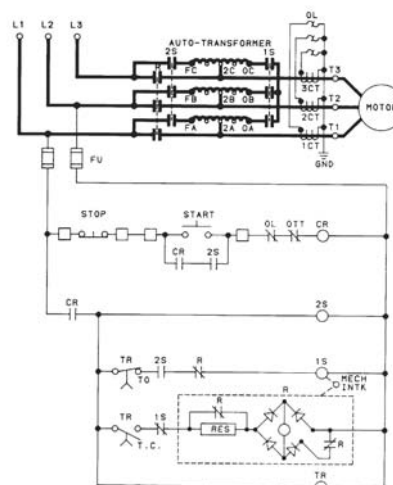 L1 L2 L3
OL
AUTO-TRANSFORMER
2S 1S
R
FC 2C OC
3CT T3
FB 2B OB
2CT T2
MOTOR
FA 2A OA
1CT T1
GND
FU
STOP START
OL OTT CR
CR 2S
CR 2S
TR 2S R 1S
TO
MECH
INTK
R
TR 1S R
T.C. RES R
TR